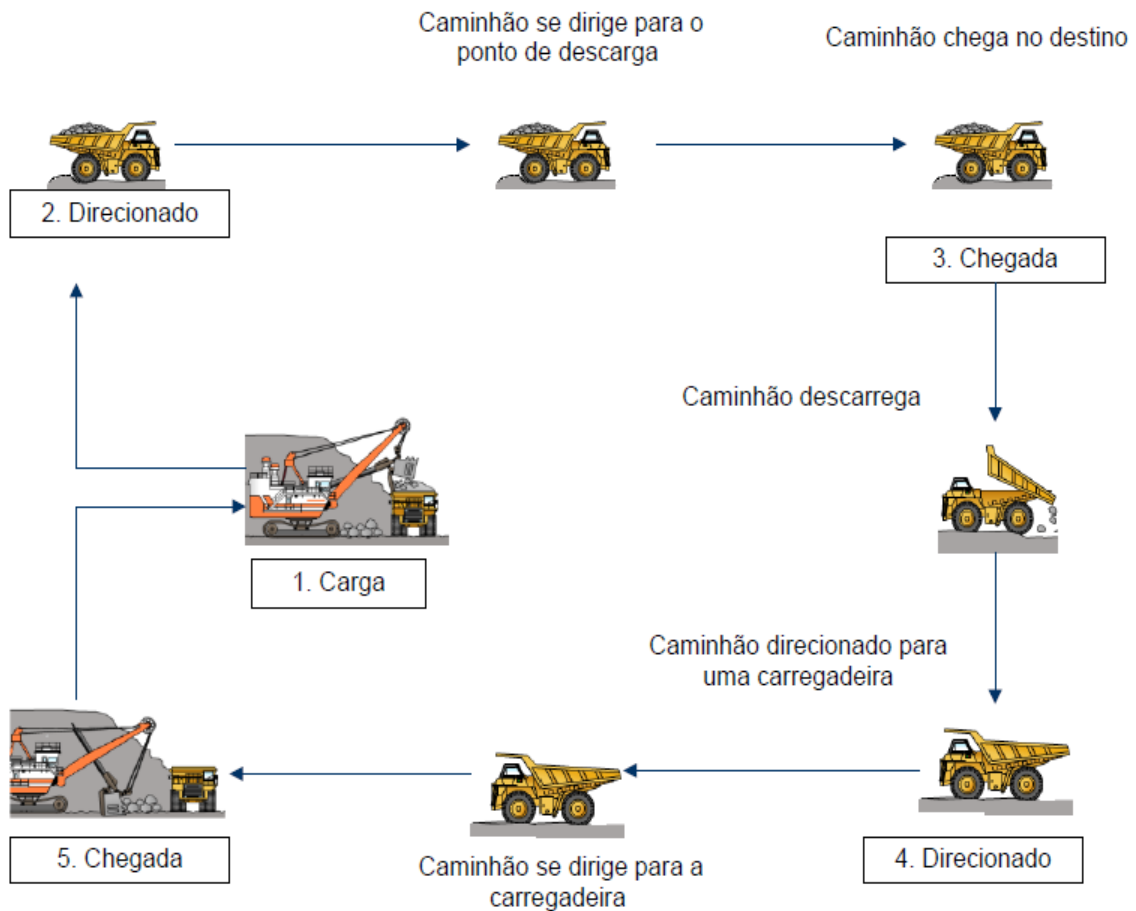 Caminhão se dirige para o
ponto de descarga
Caminhão chega no destino
2. Direcionado
3. Chegada
Caminhão descarrega
1. Carga
Caminhão direcionado para
uma carregadeira
5. Chegada
Caminhão se dirige para a
carregadeira
4. Direcionado